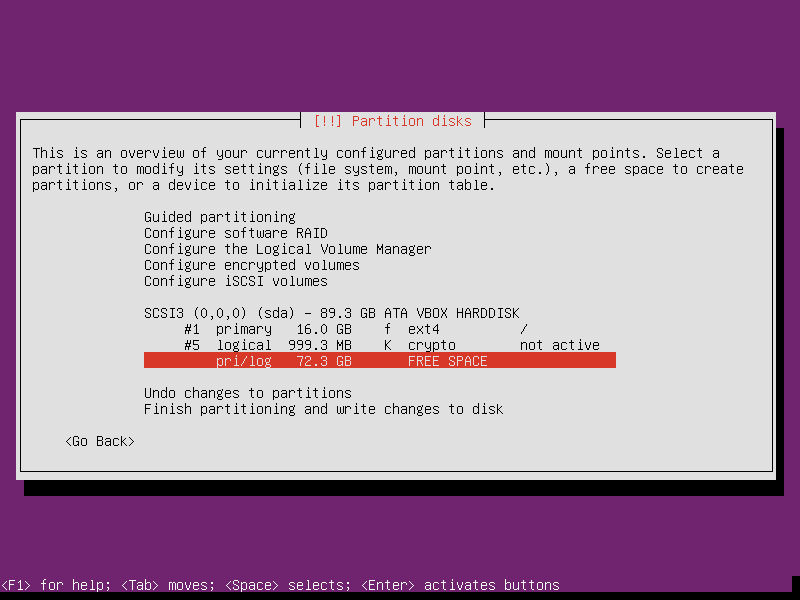 [!!] Partition disks
This is an overview of your currently configured partitions and mount points. Select a
partition to modify its settings (file system, mount point, etc.), a free space to create
partitions, or a device to initialize its partition table.
Guided partitioning
Configure software RAID
Configure the Logical Volume Manager
Configure encrypted volumes
Configure iSCSI volumes
SCSI3 (0,0,0) (sda) – 89.3 GB ATA VBOX HARDDISK
#1 primary 16.0 GB f ext4 /
#5 logical 999.3 MB K crypto not active
pri/log 72.3 GB FREE SPACE
Undo changes to partitions
Finish partitioning and write changes to disk
<Go Back>
<F1> for help; <Tab> moves; <Space> selects; <Enter> activates buttons